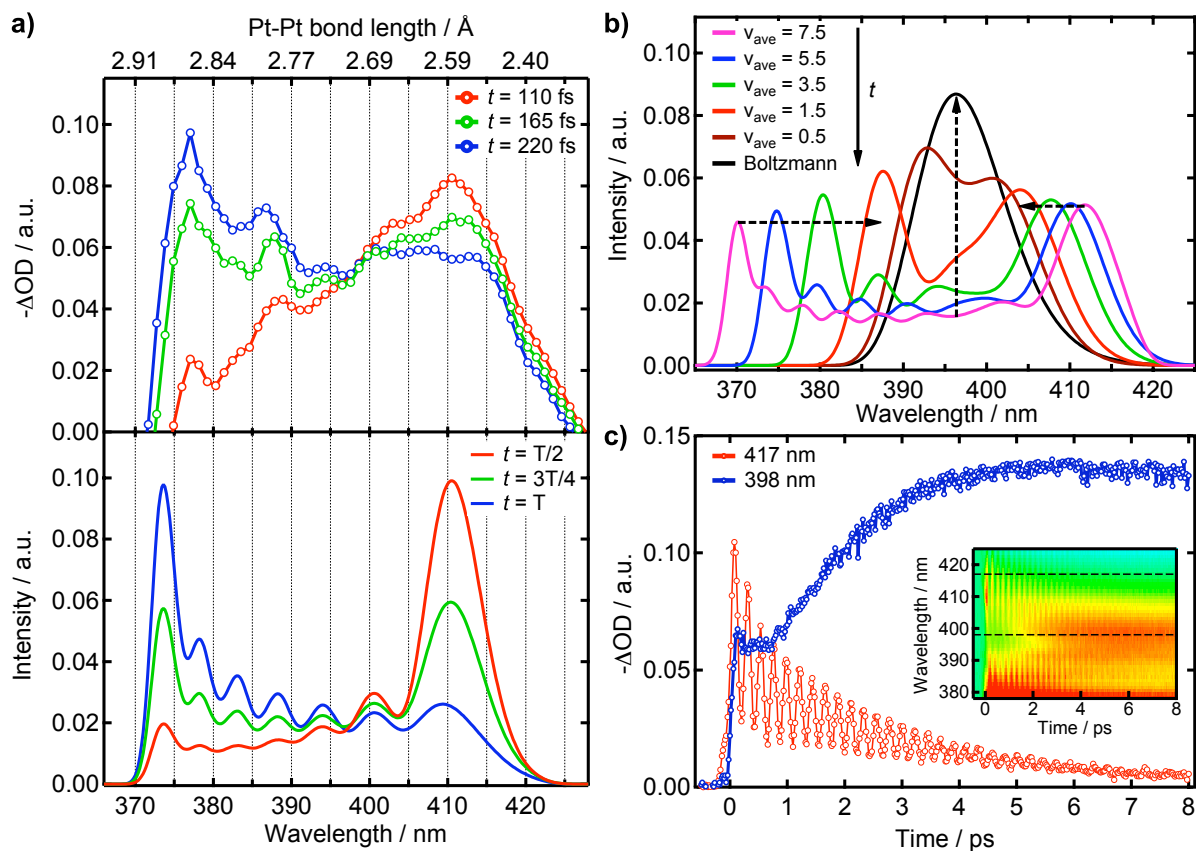 a)
Pt-Pt bond length / Å
2.91 2.84 2.77 2.69 2.59 2.40
t = 110 fs
t = 165 fs
t = 220 fs
-ΔOD / a.u.
0.10
0.08
0.06
0.04
0.02
0.00
t = T/2
t = 3T/4
t = T
Intensity / a.u.
0.10
0.08
0.06
0.04
0.02
0.00
370 380 390 400 410 420
Wavelength / nm
b)
v_ave = 7.5
v_ave = 5.5
v_ave = 3.5
v_ave = 1.5
v_ave = 0.5
Boltzmann
t
Intensity / a.u.
0.10
0.08
0.06
0.04
0.02
0.00
370 380 390 400 410 420
Wavelength / nm
c)
417 nm
398 nm
-ΔOD / a.u.
0.15
0.10
0.05
0.00
0 1 2 3 4 5 6 7 8
Time / ps
Wavelength / nm
420
410
400
390
380
0 2 4 6 8
Time / ps